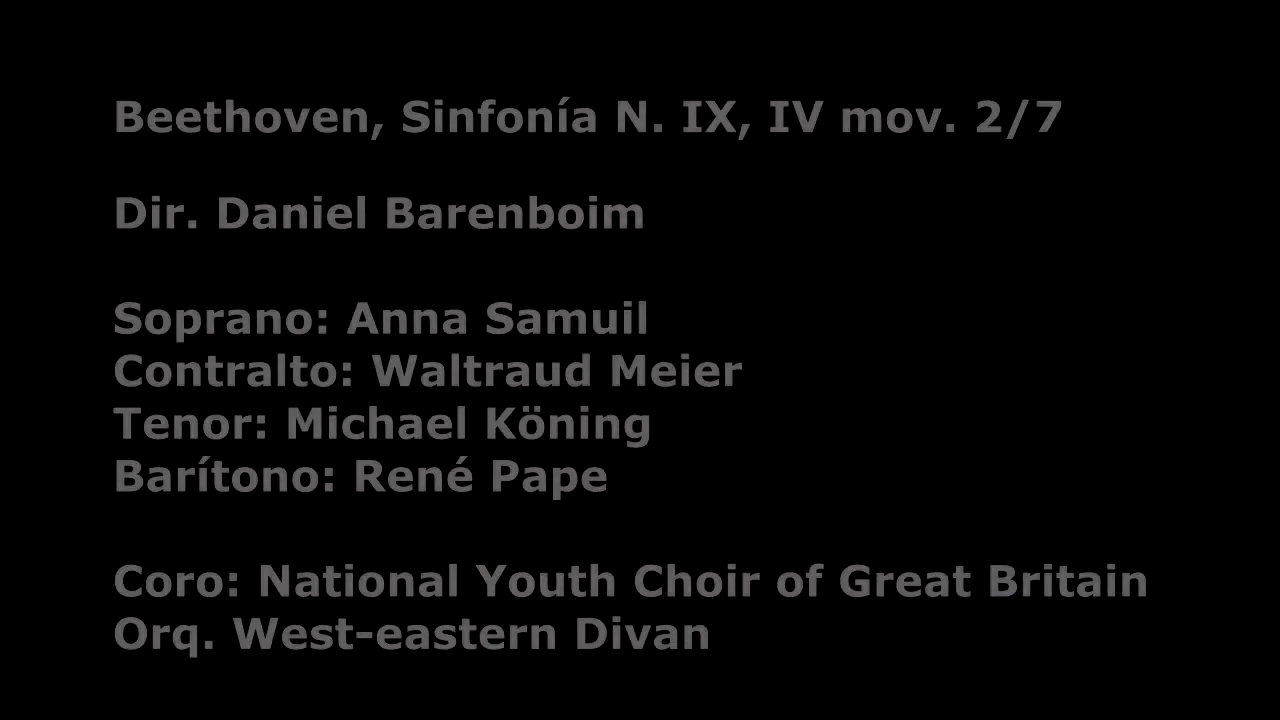 Beethoven, Sinfonía N. IX, IV mov. 2/7
Dir. Daniel Barenboim
Soprano: Anna Samuil
Contralto: Waltraud Meier
Tenor: Michael Köning
Barítono: René Pape
Coro: National Youth Choir of Great Britain
Orq. West-eastern Divan